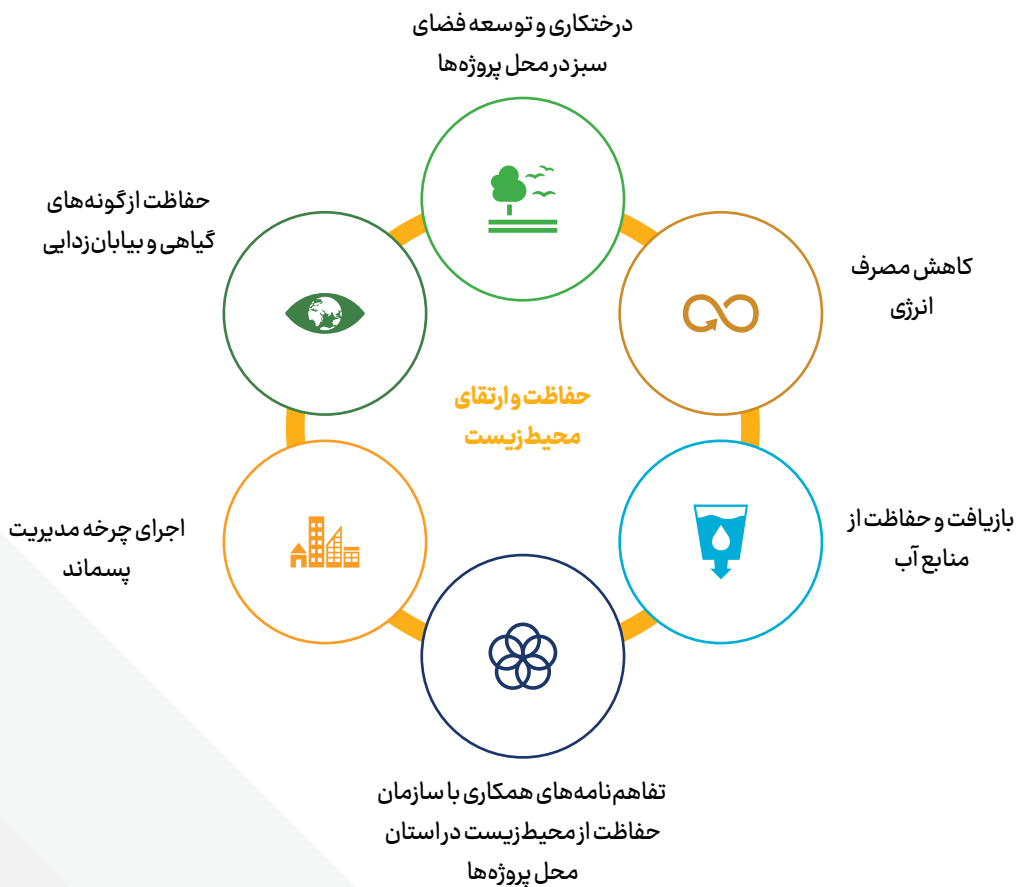 درختکاری و توسعه فضای
سبز در محل پروژه‌ها
کاهش مصرف
انرژی
بازیافت و حفاظت از
منابع آب
تفاهم‌نامه‌های همکاری با سازمان
حفاظت از محیط‌زیست در استان
محل پروژه‌ها
اجرای چرخه مدیریت
پسماند
حفاظت از گونه‌های
گیاهی و بیابان‌زدایی
حفاظت و ارتقای
محیط‌زیست